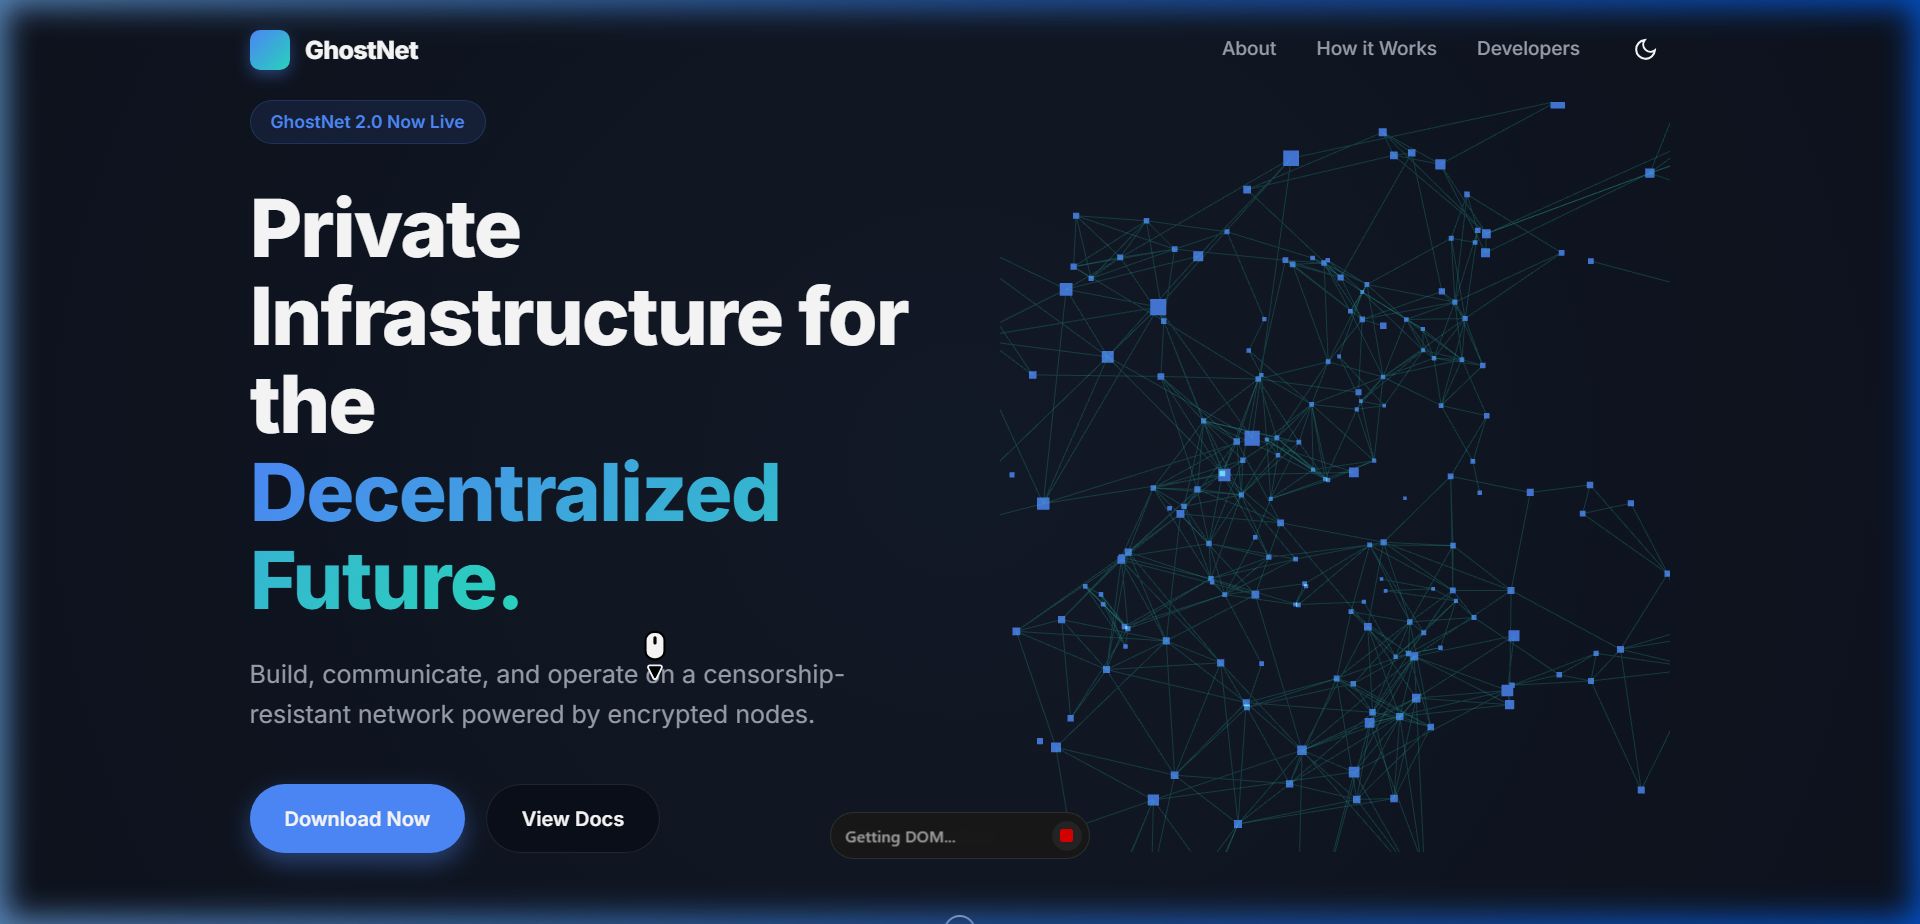 GhostNet
About
How it Works
Developers
GhostNet 2.0 Now Live
Private
Infrastructure for
the
Decentralized
Future.
Build, communicate, and operate on a censorship-
resistant network powered by encrypted nodes.
Download Now
View Docs
Getting DOM...